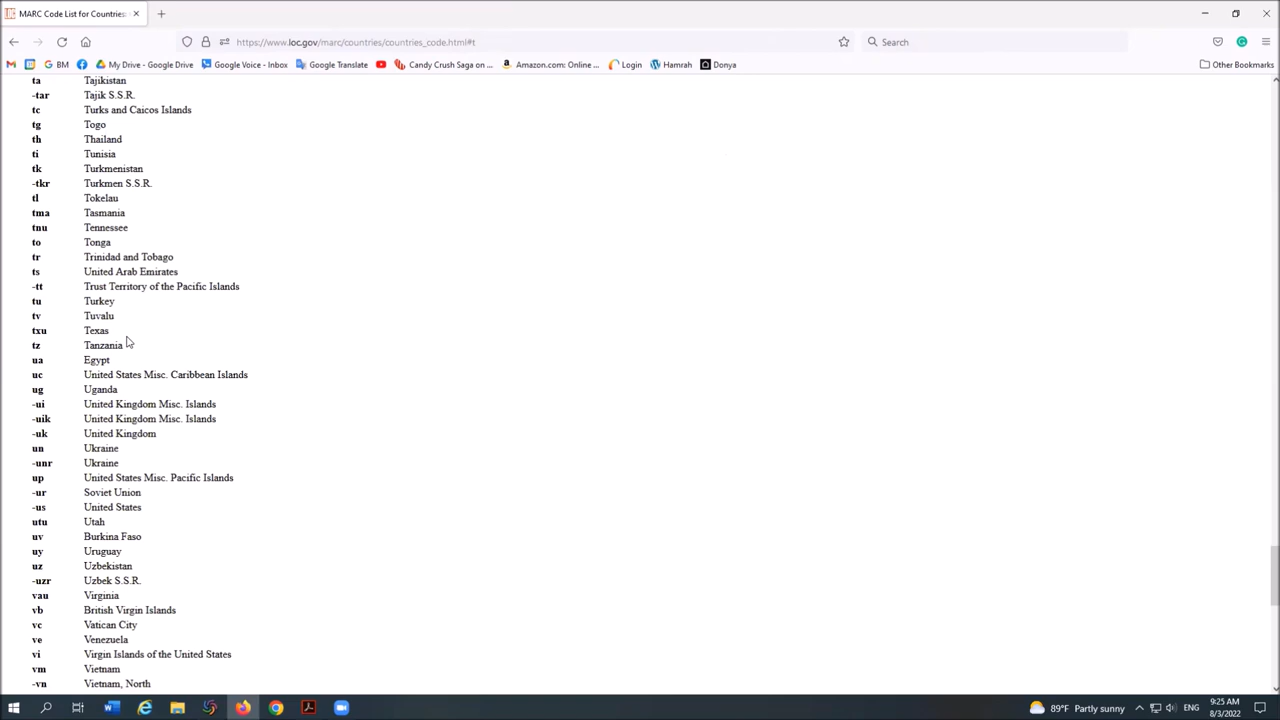 MARC Code List for Countries:
https://www.loc.gov/marc/countries/countries_code.html#t
Search
BM
My Drive - Google Drive
Google Voice - Inbox
Google Translate
Candy Crush Saga on ...
Amazon.com: Online ...
Login
Hamrah
Donya
Other Bookmarks
ta Tajikistan
-tar Tajik S.S.R.
tc Turks and Caicos Islands
tg Togo
th Thailand
ti Tunisia
tk Turkmenistan
-tkr Turkmen S.S.R.
tl Tokelau
tma Tasmania
tnu Tennessee
to Tonga
tr Trinidad and Tobago
ts United Arab Emirates
-tt Trust Territory of the Pacific Islands
tu Turkey
tv Tuvalu
txu Texas
tz Tanzania
ua Egypt
uc United States Misc. Caribbean Islands
ug Uganda
-ui United Kingdom Misc. Islands
-uik United Kingdom Misc. Islands
-uk United Kingdom
un Ukraine
-unr Ukraine
up United States Misc. Pacific Islands
-ur Soviet Union
-us United States
utu Utah
uv Burkina Faso
uy Uruguay
uz Uzbekistan
-uzr Uzbek S.S.R.
vau Virginia
vb British Virgin Islands
vc Vatican City
ve Venezuela
vi Virgin Islands of the United States
vm Vietnam
-vn Vietnam, North
89°F Partly sunny
ENG
9:25 AM
8/3/2022